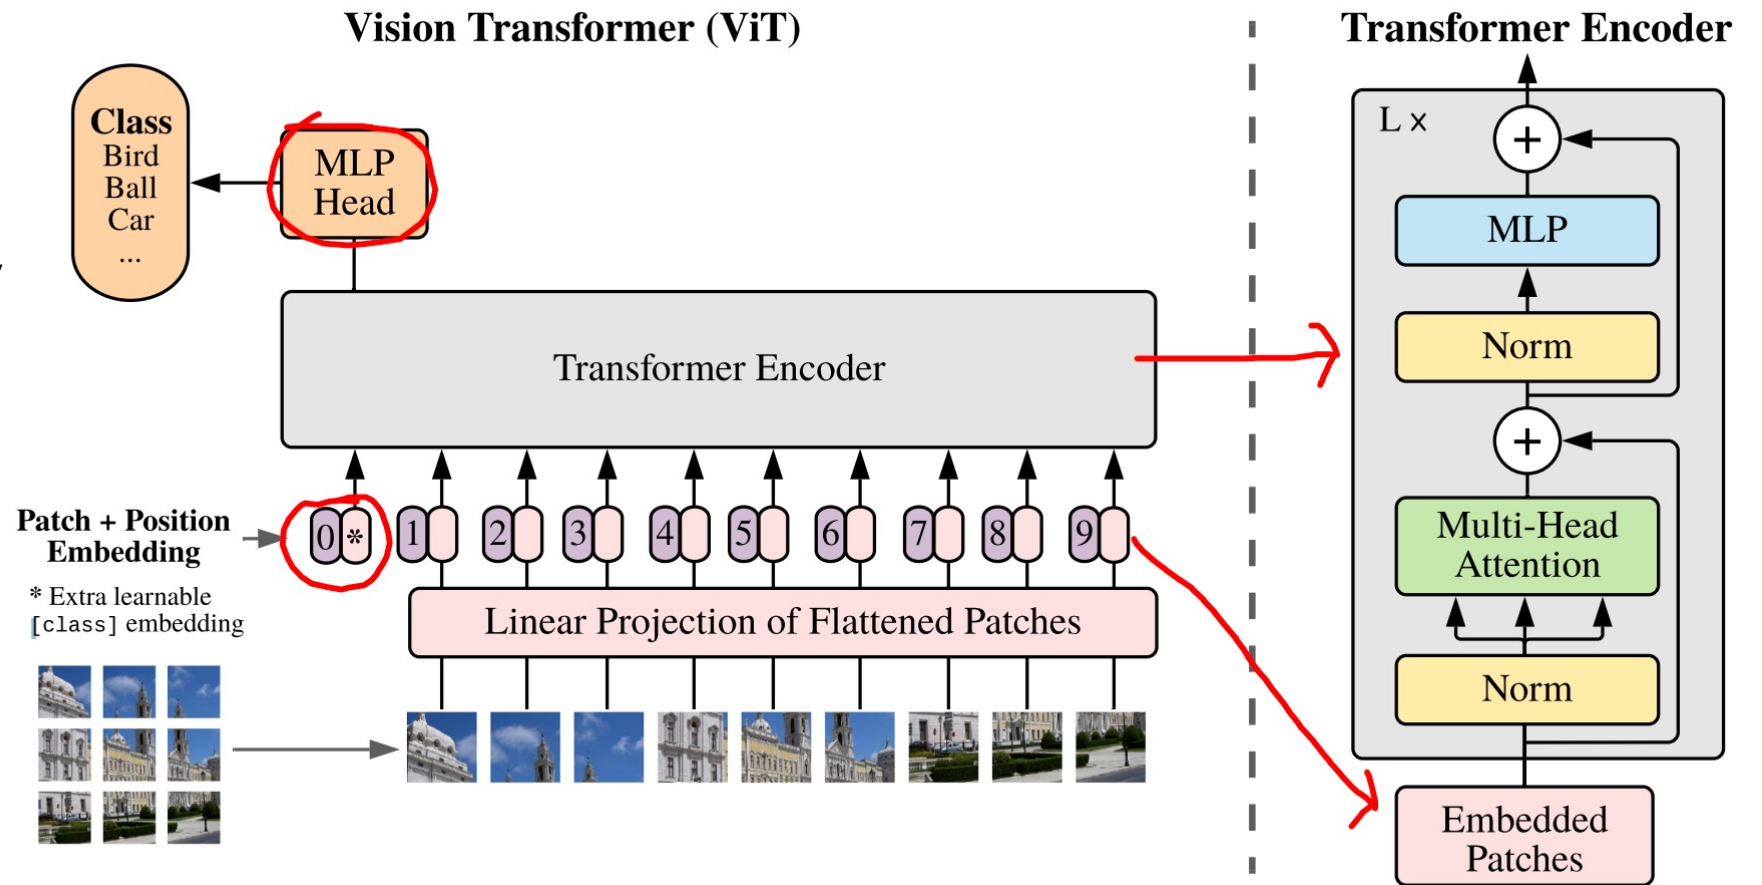 Vision Transformer (ViT)
Transformer Encoder
Class
Bird
Ball
Car
...
MLP
Head
Transformer Encoder
Patch + Position
Embedding
0 * 1 2 3 4 5 6 7 8 9
* Extra learnable
[class] embedding
Linear Projection of Flattened Patches
L ×
+
MLP
Norm
+
Multi-Head
Attention
Norm
Embedded
Patches